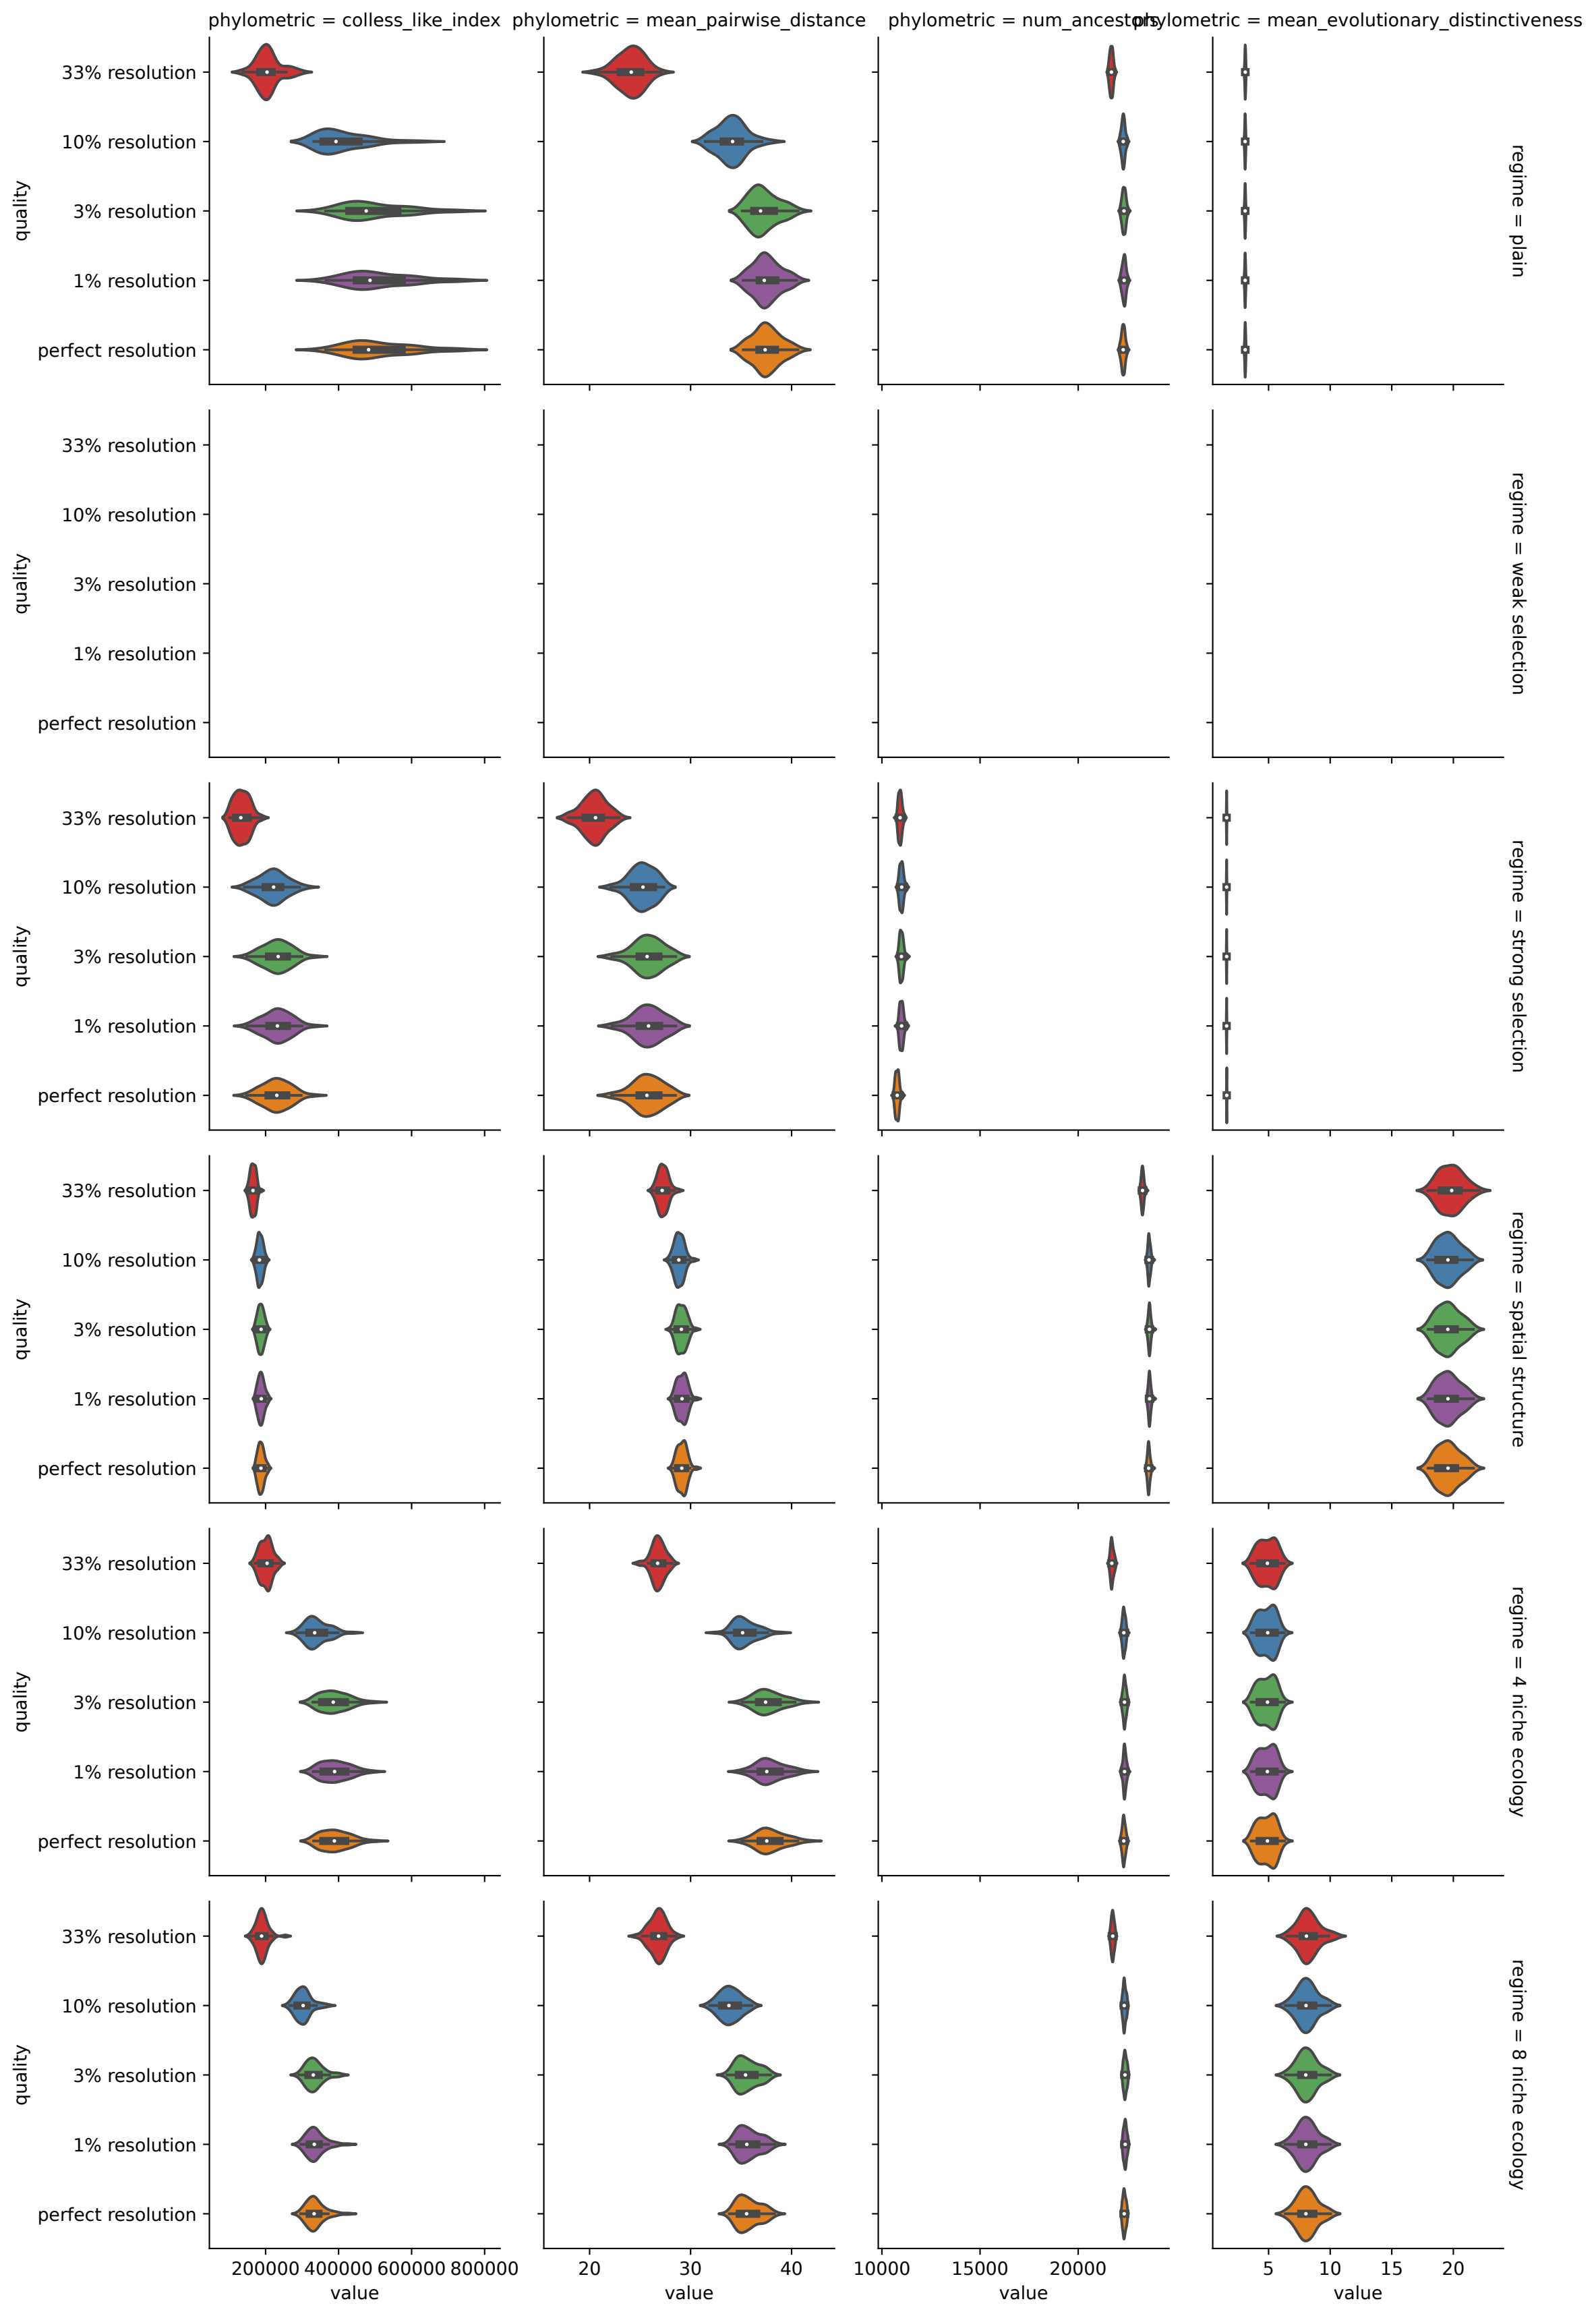 phylometric = colless_like_index
phylometric = mean_pairwise_distance
phylometric = num_ancestors
phylometric = mean_evolutionary_distinctiveness
33% resolution
10% resolution
3% resolution
1% resolution
perfect resolution
quality
regime = plain
33% resolution
10% resolution
3% resolution
1% resolution
perfect resolution
quality
regime = weak selection
33% resolution
10% resolution
3% resolution
1% resolution
perfect resolution
quality
regime = strong selection
33% resolution
10% resolution
3% resolution
1% resolution
perfect resolution
quality
regime = spatial structure
33% resolution
10% resolution
3% resolution
1% resolution
perfect resolution
quality
regime = 4 niche ecology
33% resolution
10% resolution
3% resolution
1% resolution
perfect resolution
quality
regime = 8 niche ecology
200000 400000 600000 800000
value
20 30 40
value
10000 15000 20000
value
5 10 15 20
value